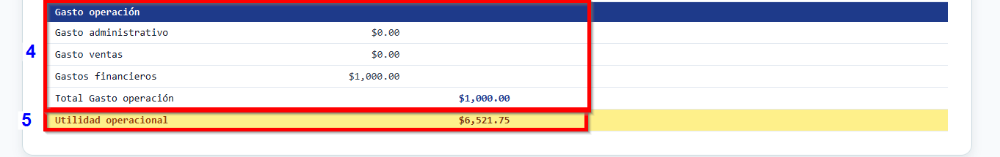 Gasto operación
Gasto administrativo $0.00
4
Gasto ventas $0.00
Gastos financieros $1,000.00
Total Gasto operación $1,000.00
5 Utilidad operacional $6,521.75